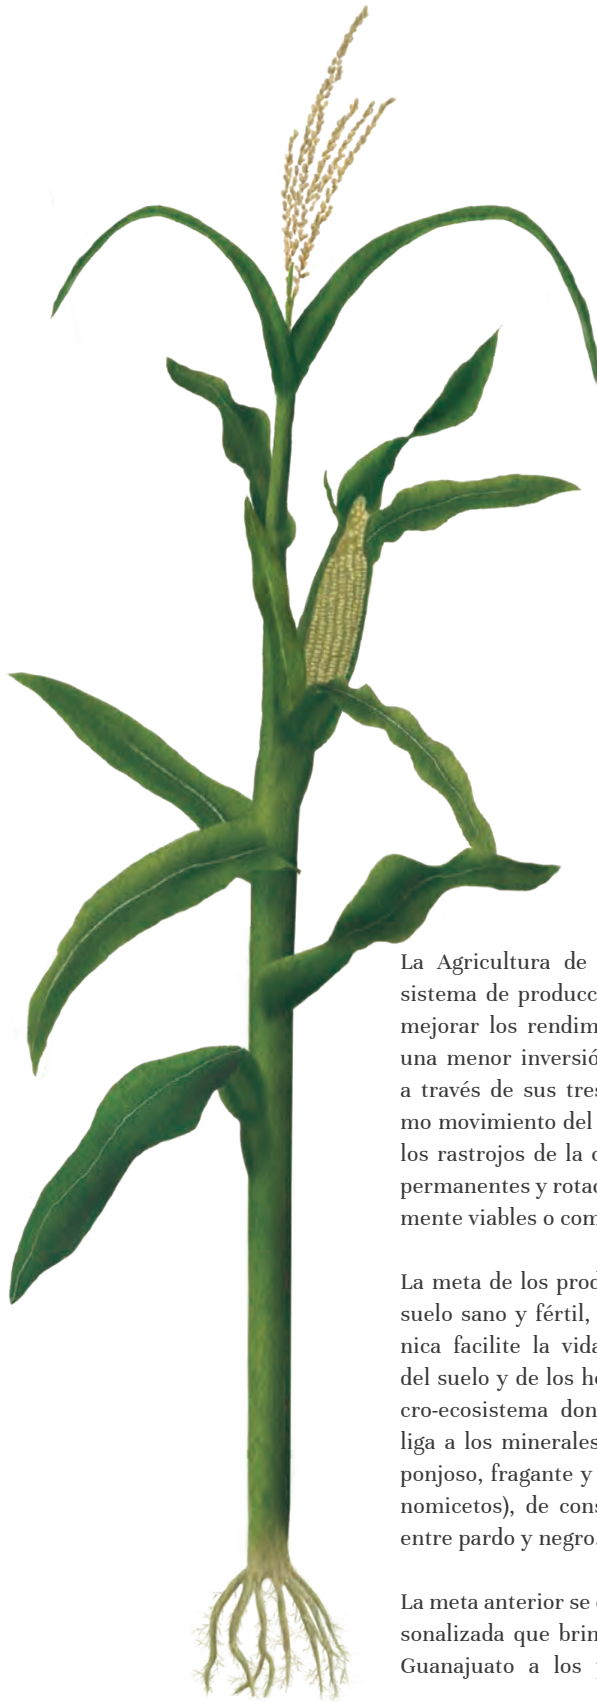 La Agricultura de
sistema de producc
mejorar los rendim
una menor inversió
a través de sus tres
mo movimiento del
los rastrojos de la c
permanentes y rotac
mente viables o com
La meta de los prod
suelo sano y fértil,
nica facilite la vida
del suelo y de los ho
cro-ecosistema don
liga a los minerales
ponjoso, fragante y
nomicetos), de cons
entre pardo y negro.
La meta anterior se
sonalizada que brin
Guanajuato a los